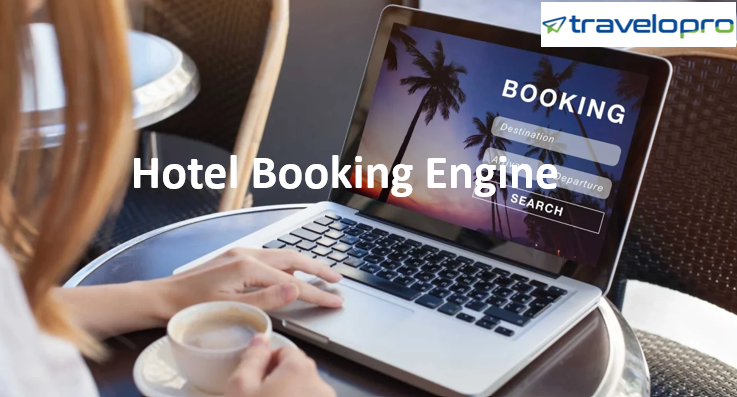 travelopro
BOOKING
Destination
Departure
Hotel Booking Engine
SEARCH